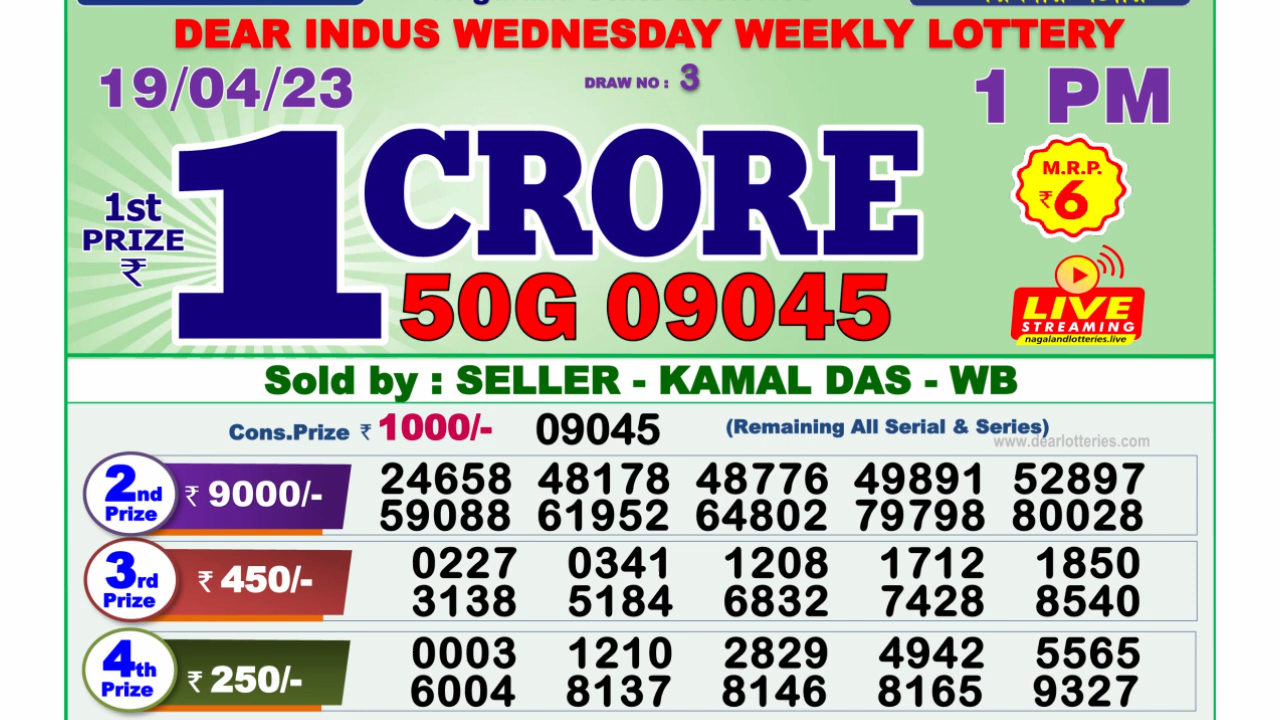 DEAR INDUS WEDNESDAY WEEKLY LOTTERY
19/04/23
DRAW NO : 3
1 PM
1st PRIZE ₹
1 CRORE
M.R.P. ₹6
50G 09045
LIVE
STREAMING
nagalandlotteries.live
Sold by : SELLER - KAMAL DAS - WB
Cons.Prize ₹ 1000/- 09045 (Remaining All Serial & Series)
www.dearlotteries.com
2nd Prize ₹ 9000/-
24658 48178 48776 49891 52897
59088 61952 64802 79798 80028
3rd Prize ₹ 450/-
0227 0341 1208 1712 1850
3138 5184 6832 7428 8540
4th Prize ₹ 250/-
0003 1210 2829 4942 5565
6004 8137 8146 8165 9327